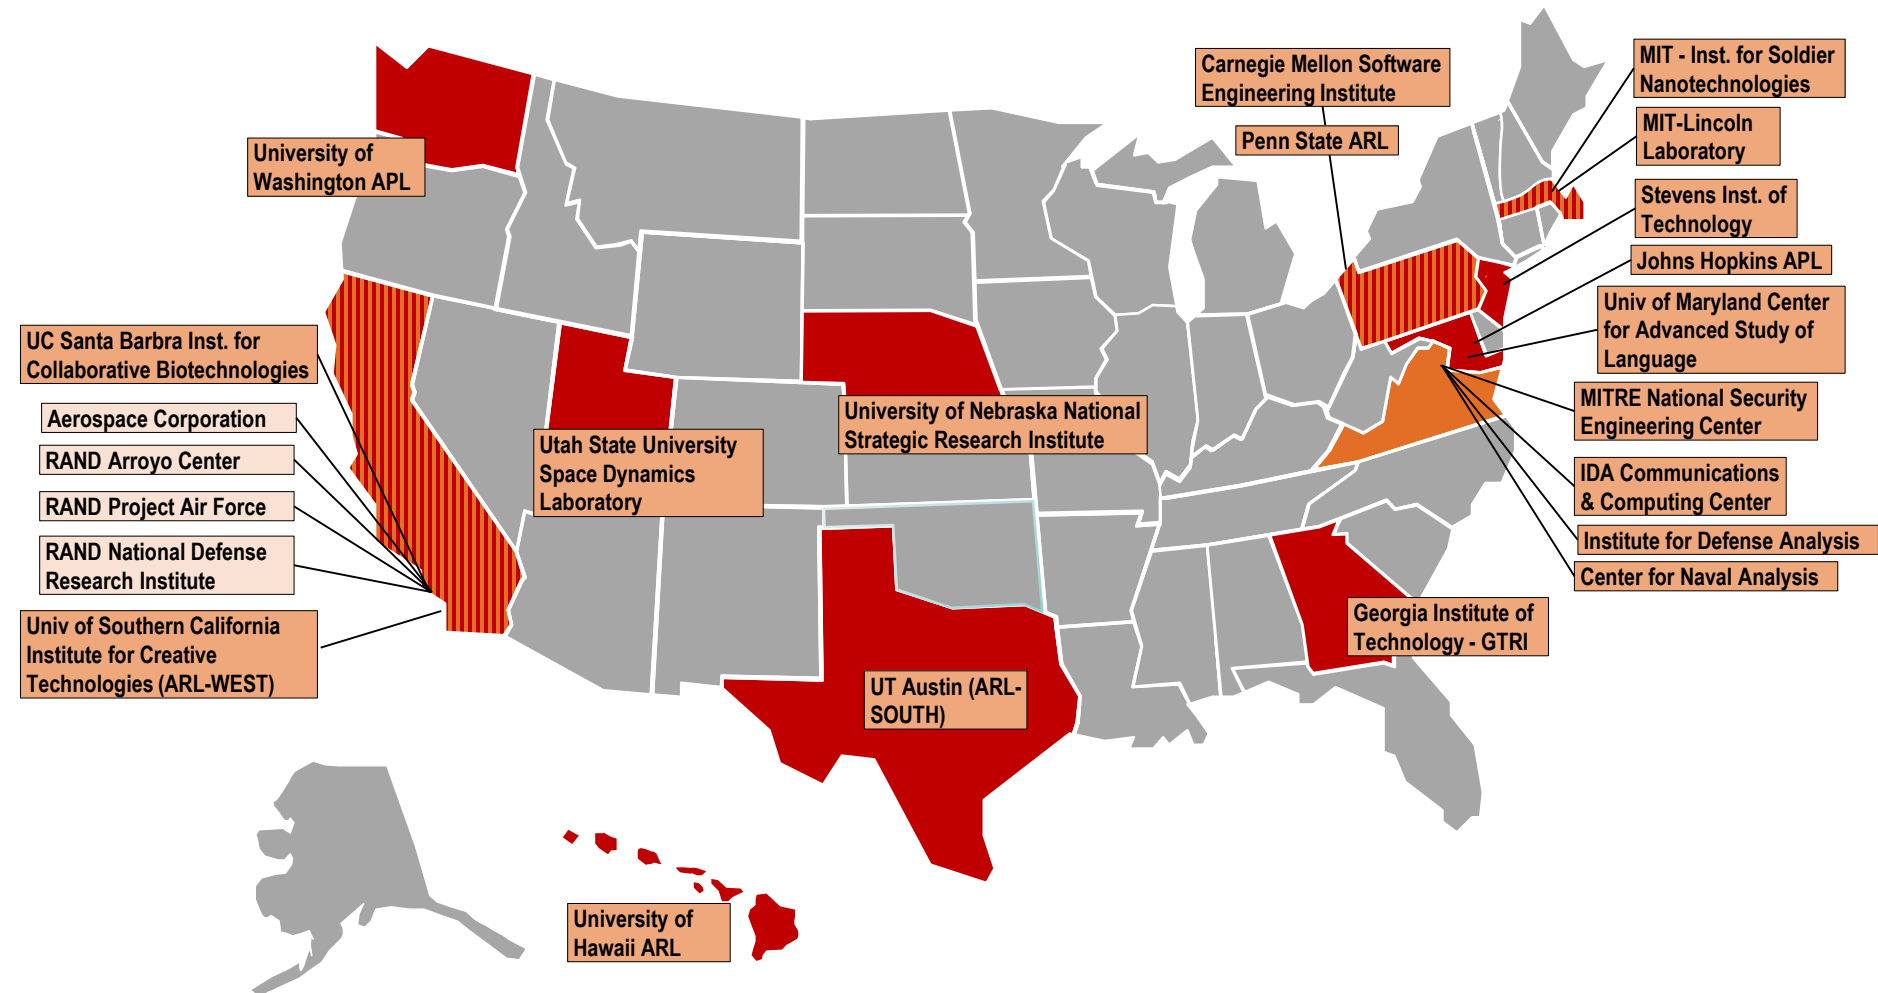 University of
Washington APL
UC Santa Barbra Inst. for
Collaborative Biotechnologies
Aerospace Corporation
RAND Arroyo Center
RAND Project Air Force
RAND National Defense
Research Institute
Univ of Southern California
Institute for Creative
Technologies (ARL-WEST)
Utah State University
Space Dynamics
Laboratory
University of Nebraska National
Strategic Research Institute
UT Austin (ARL-
SOUTH)
University of
Hawaii ARL
Georgia Institute of
Technology - GTRI
Carnegie Mellon Software
Engineering Institute
Penn State ARL
MIT - Inst. for Soldier
Nanotechnologies
MIT-Lincoln
Laboratory
Stevens Inst. of
Technology
Johns Hopkins APL
Univ of Maryland Center
for Advanced Study of
Language
MITRE National Security
Engineering Center
IDA Communications
& Computing Center
Institute for Defense Analysis
Center for Naval Analysis